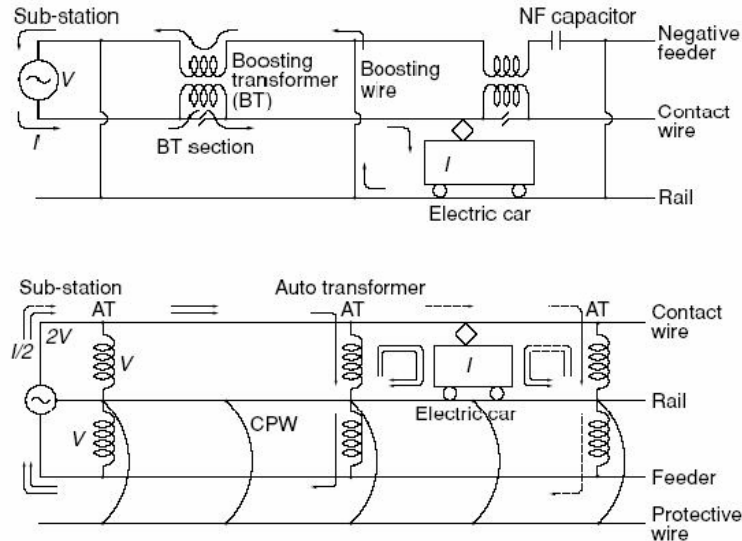 Sub-station
NF capacitor
Negative
feeder
V
Boosting
transformer
(BT)
Boosting
wire
Contact
wire
I
BT section
I
Electric car
Rail
Sub-station
Auto transformer
AT
AT
AT
Contact
wire
I/2
2V
V
I
Rail
Electric car
V
CPW
Feeder
Protective
wire